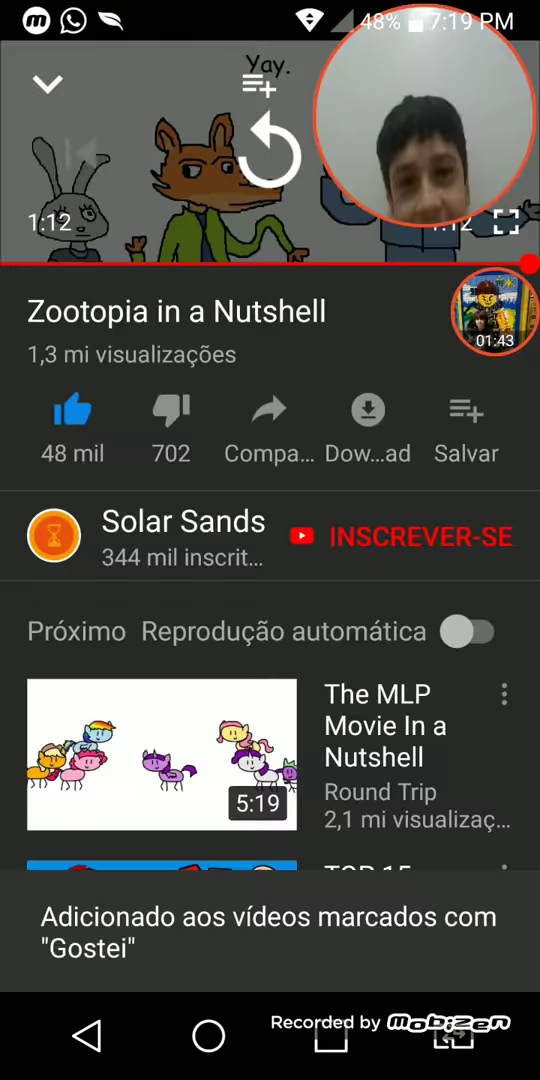 48% 7:19 PM
Yay.
1:12
1:12
Zootopia in a Nutshell
01:43
1,3 mi visualizações
48 mil
702
Compa...
Dow...ad
Salvar
Solar Sands
344 mil inscrit...
INSCREVER-SE
Próximo
Reprodução automática
The MLP
Movie In a
Nutshell
Round Trip
2,1 mi visualizaç...
5:19
TOP 15
Adicionado aos vídeos marcados com
"Gostei"
Recorded by Mobizen